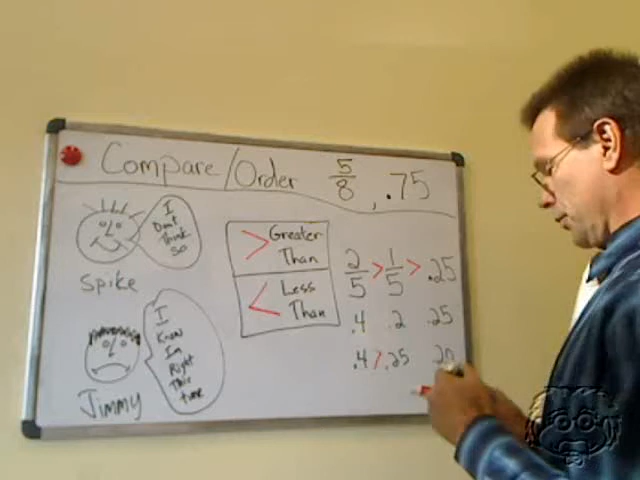 Compare/Order 5/8, .75
I
Don't
Think
So
Spike
> Greater
Than
< Less
Than
2/5 > 1/5 > .25
.4 .2 .25
.4 > .25 .20
I
Know
Im
Right
This
time
Jimmy